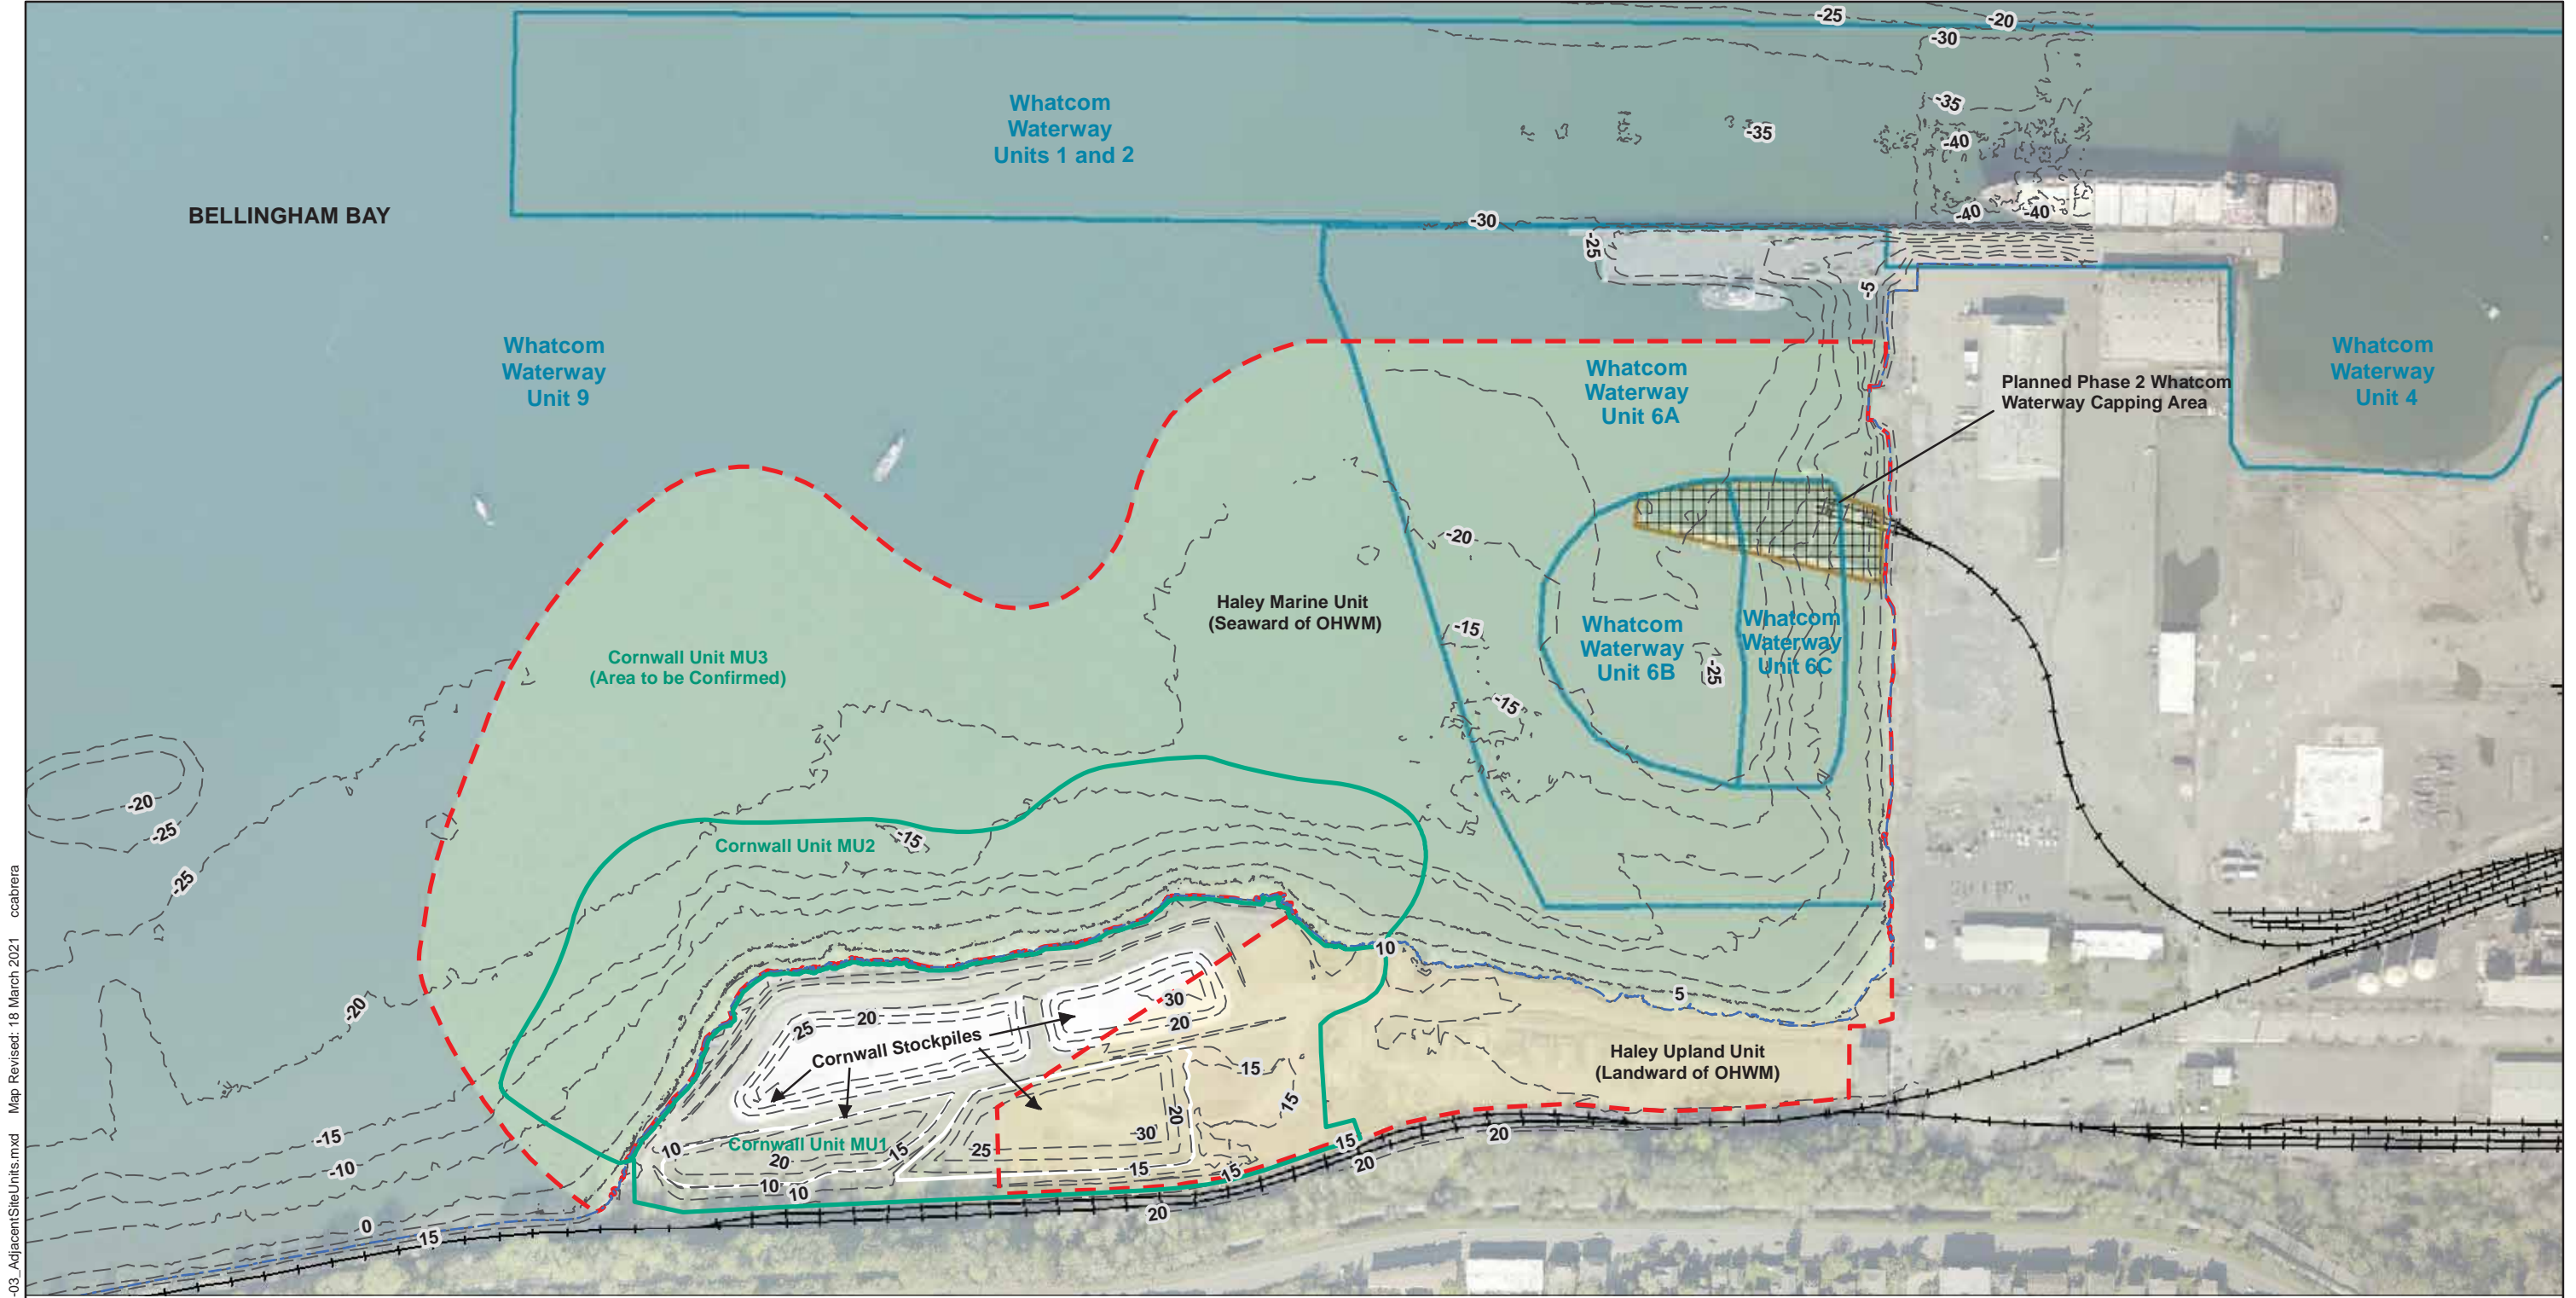 -25
-20
-30
-35
-40
-35
Whatcom
Waterway
Units 1 and 2
BELLINGHAM BAY
-40
-40
-30
-25
-5
Whatcom
Waterway
Unit 9
Whatcom
Waterway
Unit 6A
Planned Phase 2 Whatcom
Waterway Capping Area
Whatcom
Waterway
Unit 4
-20
Haley Marine Unit
(Seaward of OHWM)
-15
Whatcom
Waterway
Unit 6B
-25
Whatcom
Waterway
Unit 6C
Cornwall Unit MU3
(Area to be Confirmed)
-15
-20
-25
-25
-15
Cornwall Unit MU2
10
5
-20
30
20
25
20
Cornwall Stockpiles
Haley Upland Unit
(Landward of OHWM)
15
15
20
30
25
15
Cornwall Unit MU1
10
20
15
10
10
15
15
20
20
20
-15
-10
0
15
-03_AdjacentSiteUnits.mxd Map Revised: 18 March 2021 ccabrera